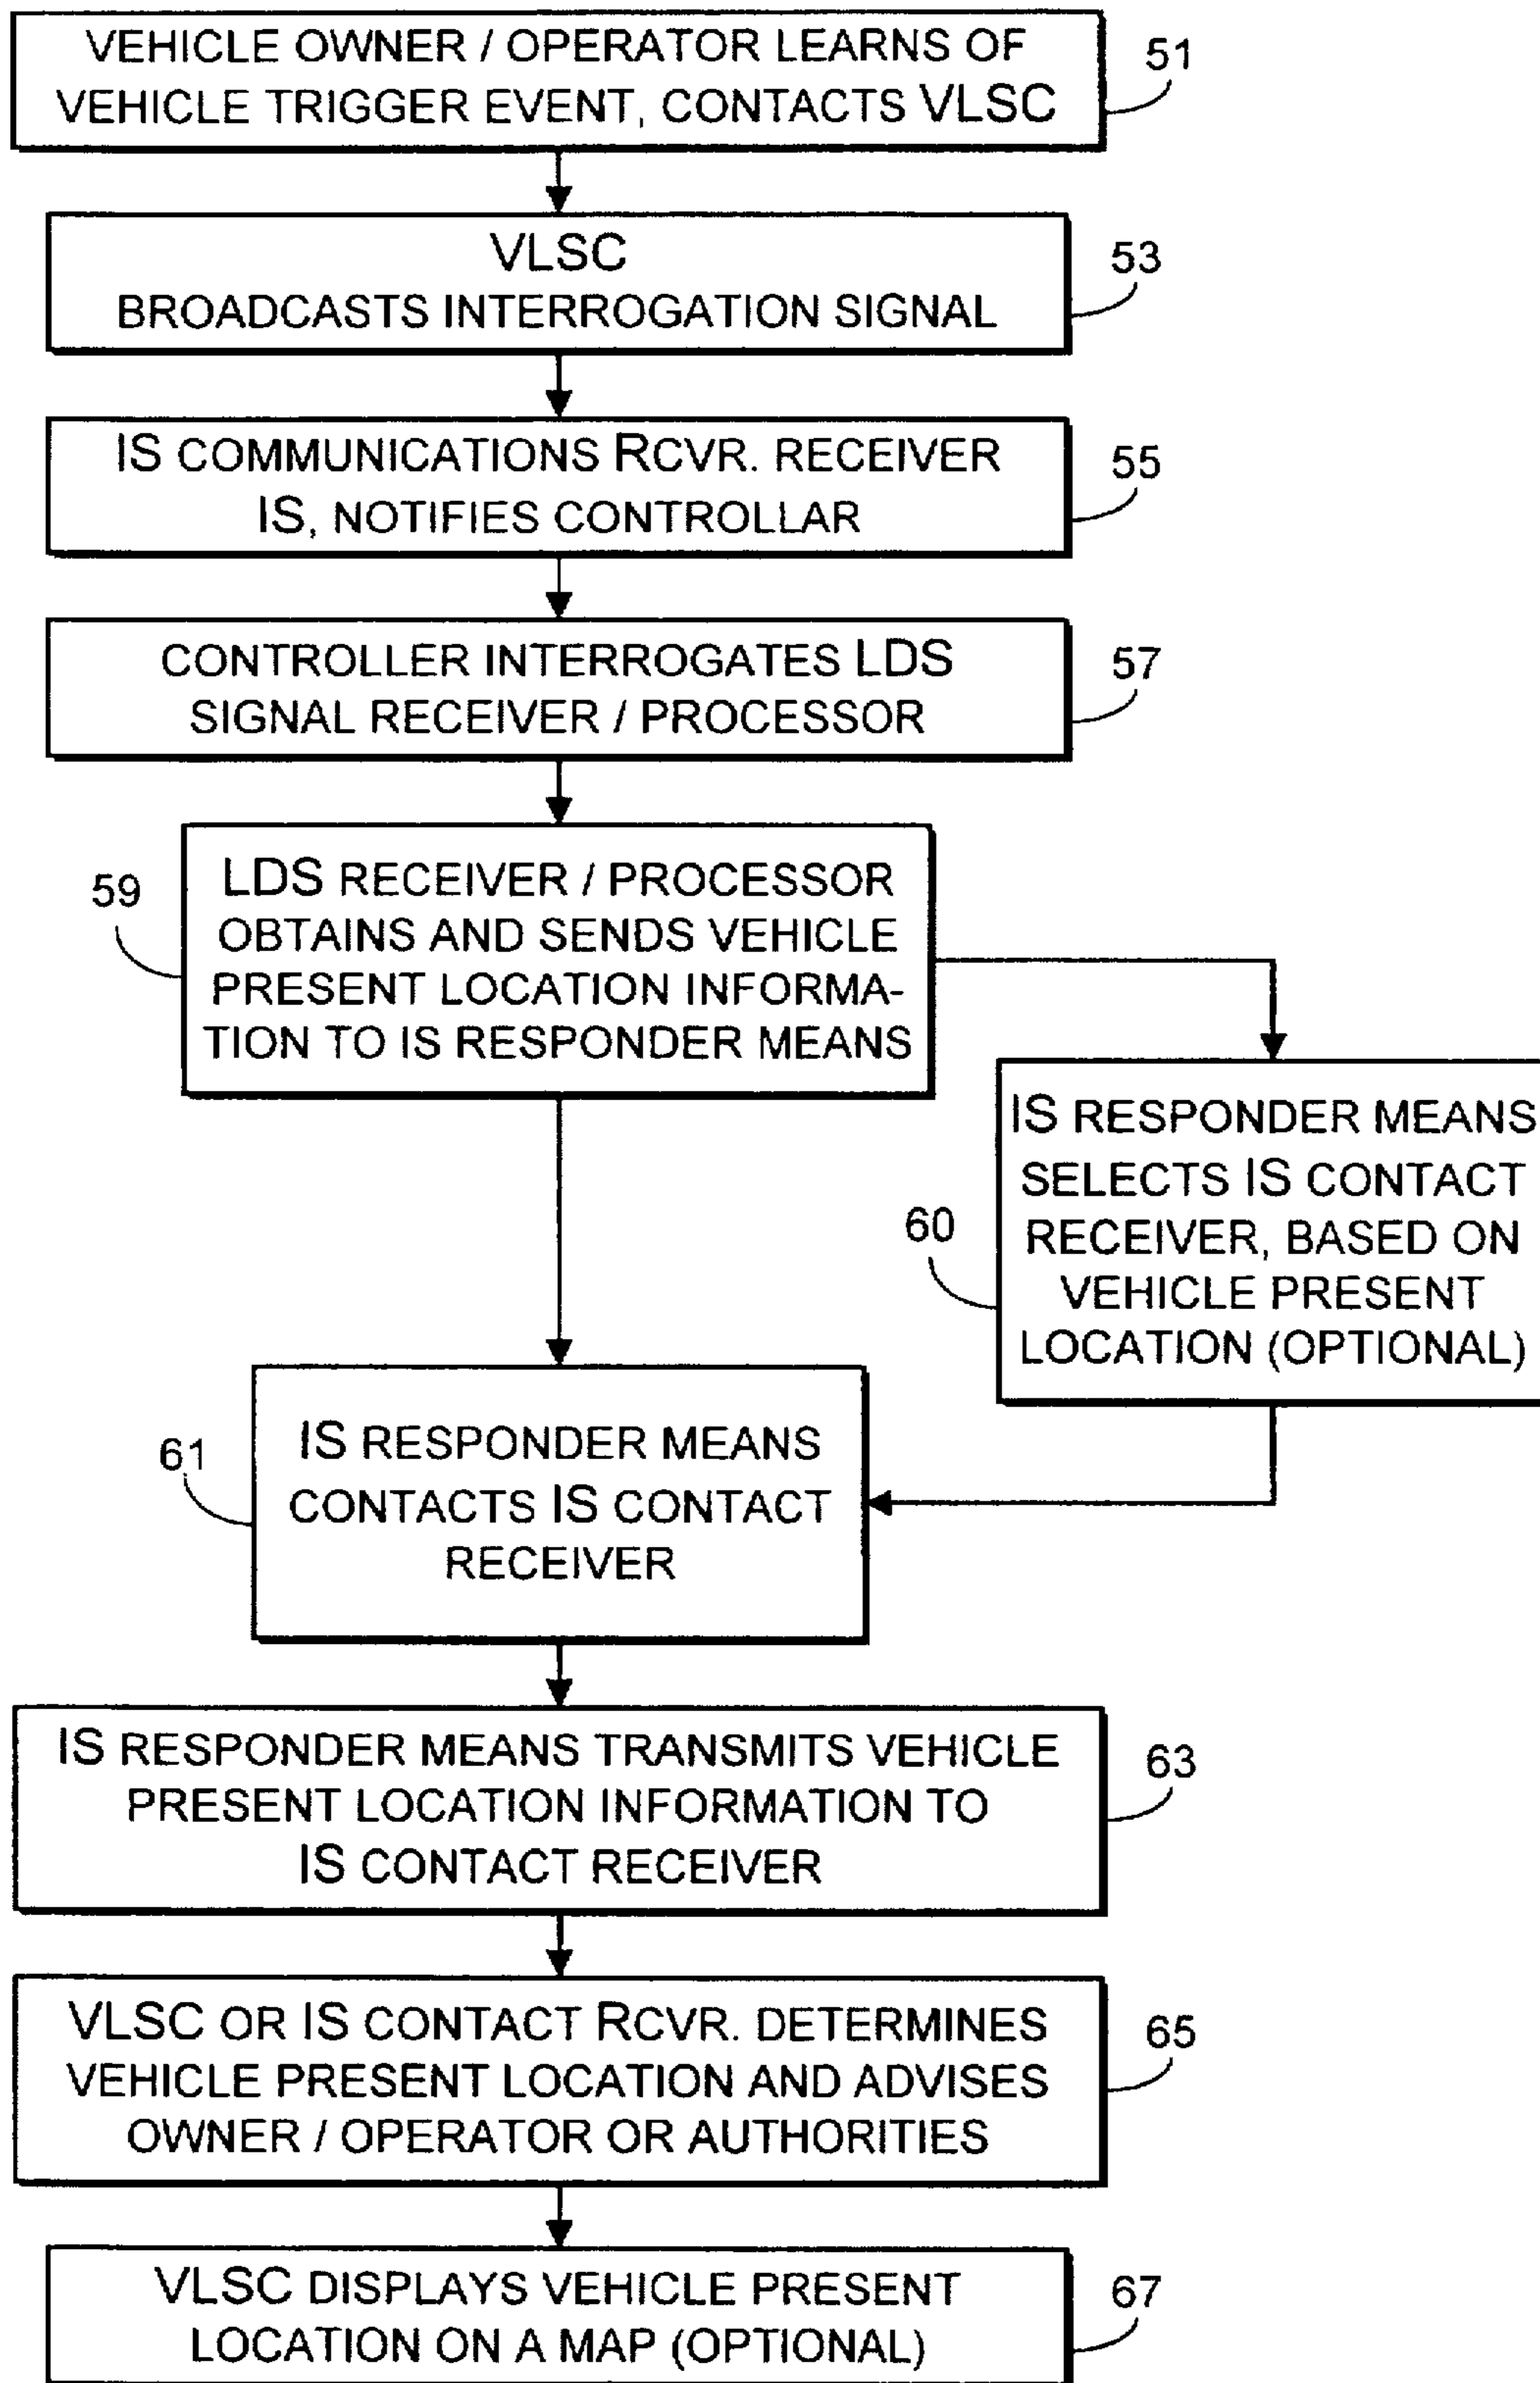 VEHICLE OWNER / OPERATOR LEARNS OF
VEHICLE TRIGGER EVENT, CONTACTS VLSC
51
VLSC
BROADCASTS INTERROGATION SIGNAL
53
IS COMMUNICATIONS RCVR. RECEIVER
IS, NOTIFIES CONTROLLAR
55
CONTROLLER INTERROGATES LDS
SIGNAL RECEIVER / PROCESSOR
57
59
LDS RECEIVER / PROCESSOR
OBTAINS AND SENDS VEHICLE
PRESENT LOCATION INFORMA-
TION TO IS RESPONDER MEANS
60
IS RESPONDER MEANS
SELECTS IS CONTACT
RECEIVER, BASED ON
VEHICLE PRESENT
LOCATION (OPTIONAL)
61
IS RESPONDER MEANS
CONTACTS IS CONTACT
RECEIVER
IS RESPONDER MEANS TRANSMITS VEHICLE
PRESENT LOCATION INFORMATION TO
IS CONTACT RECEIVER
63
VLSC OR IS CONTACT RCVR. DETERMINES
VEHICLE PRESENT LOCATION AND ADVISES
OWNER / OPERATOR OR AUTHORITIES
65
VLSC DISPLAYS VEHICLE PRESENT
LOCATION ON A MAP (OPTIONAL)
67